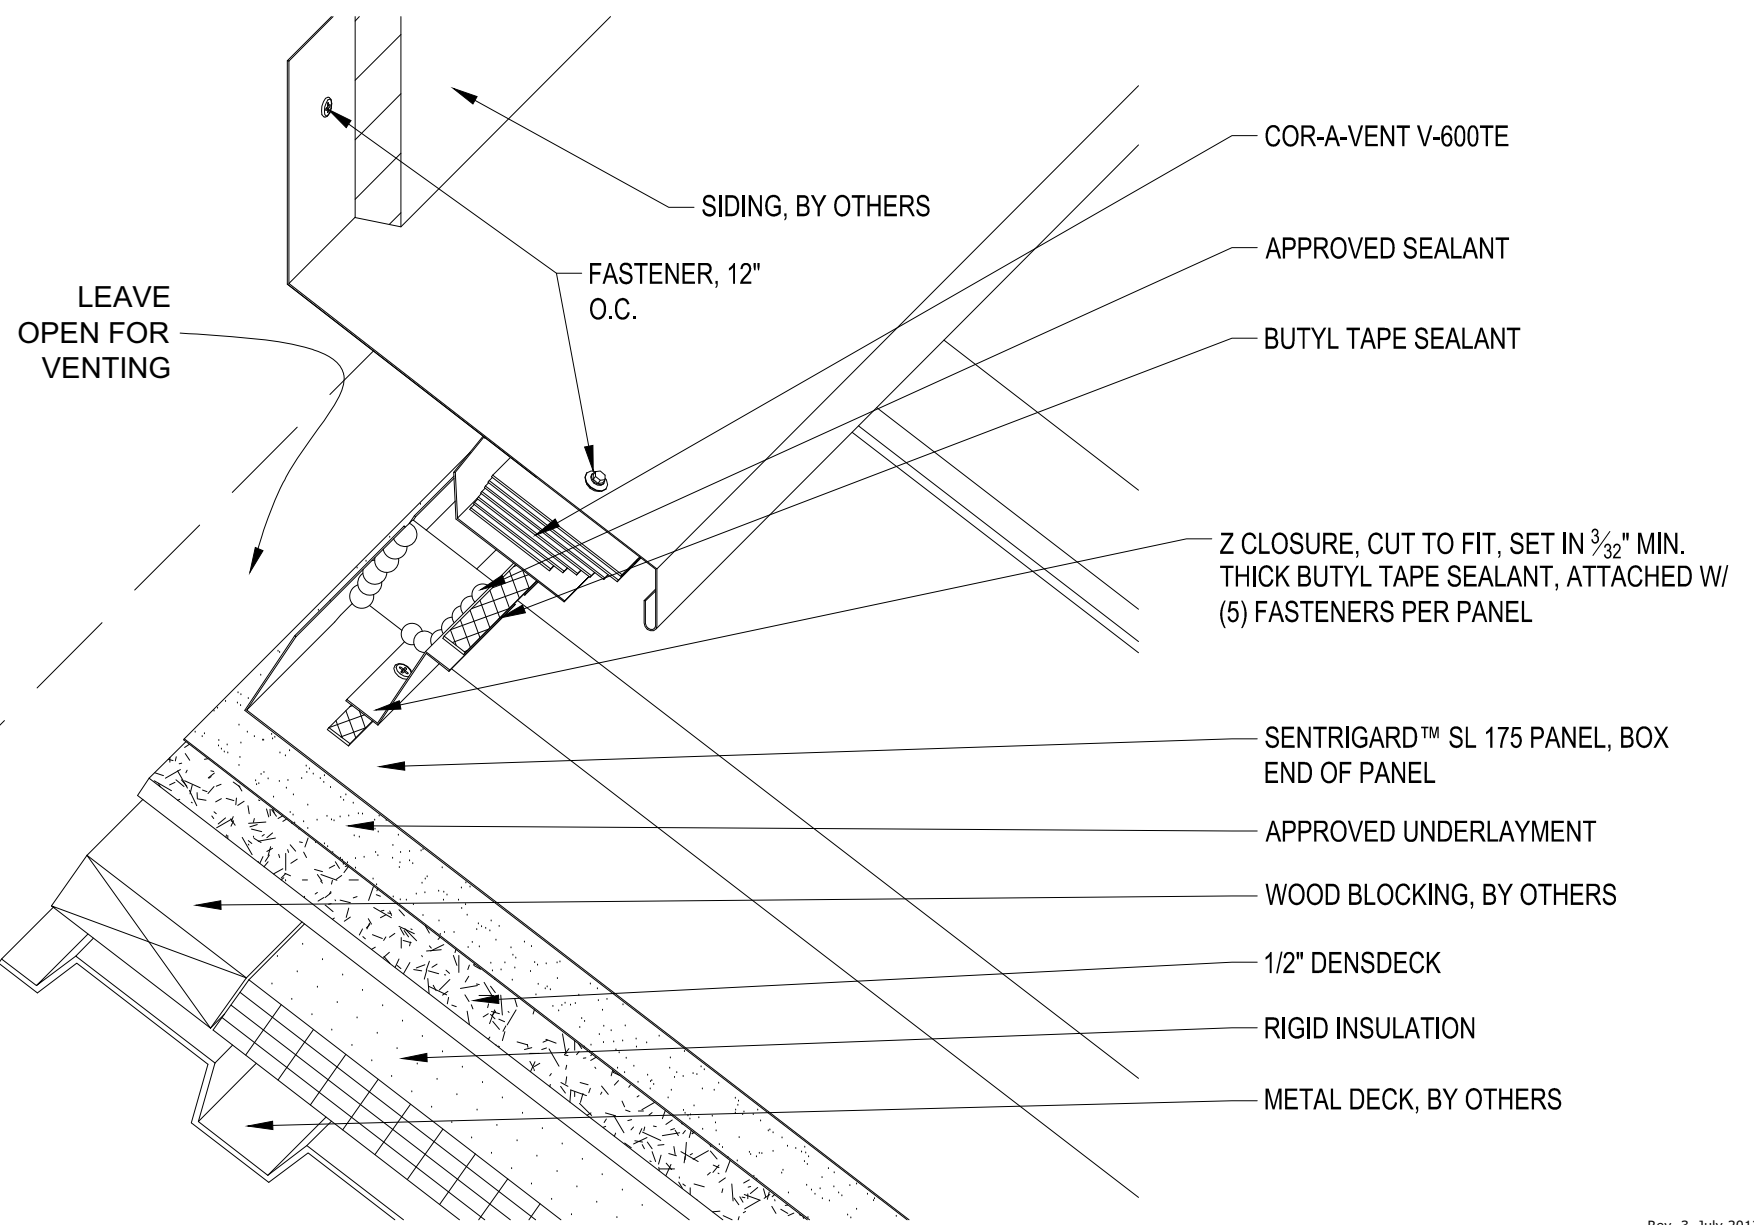 COR-A-VENT V-600TE
SIDING, BY OTHERS
APPROVED SEALANT
FASTENER, 12"
O.C.
LEAVE
OPEN FOR
VENTING
BUTYL TAPE SEALANT
Z CLOSURE, CUT TO FIT, SET IN 3/32" MIN.
THICK BUTYL TAPE SEALANT, ATTACHED W/
(5) FASTENERS PER PANEL
SENTRIGARD™ SL 175 PANEL, BOX
END OF PANEL
APPROVED UNDERLAYMENT
WOOD BLOCKING, BY OTHERS
1/2" DENSDECK
RIGID INSULATION
METAL DECK, BY OTHERS